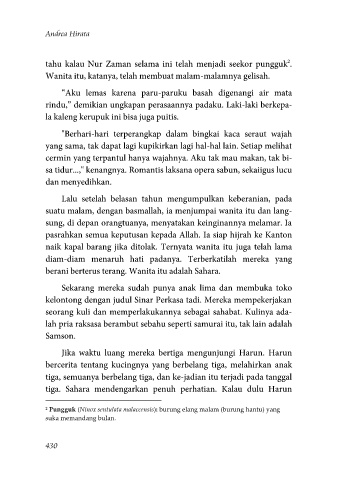 Andrea Hirata
tahu kalau Nur Zaman selama ini telah menjadi seekor pungguk².
Wanita itu, katanya, telah membuat malam-malamnya gelisah.
“Aku lemas karena paru-paruku basah digenangi air mata
rindu,” demikian ungkapan perasaannya padaku. Laki-laki berkepa-
la kaleng kerupuk ini bisa juga puitis.
"Berhari-hari terperangkap dalam bingkai kaca seraut wajah
yang sama, tak dapat lagi kupikirkan lagi hal-hal lain. Setiap melihat
cermin yang terpantul hanya wajahnya. Aku tak mau makan, tak bi-
sa tidur...," kenangnya. Romantis laksana opera sabun, sekaiigus lucu
dan menyedihkan.
Lalu setelah belasan tahun mengumpulkan keberanian, pada
suatu malam, dengan basmallah, ia menjumpai wanita itu dan lang-
sung, di depan orangtuanya, menyatakan keinginannya melamar. Ia
pasrahkan semua keputusan kepada Allah. Ia siap hijrah ke Kanton
naik kapal barang jika ditolak. Ternyata wanita itu juga telah lama
diam-diam menaruh hati padanya. Terberkatilah mereka yang
berani berterus terang. Wanita itu adalah Sahara.
Sekarang mereka sudah punya anak lima dan membuka toko
kelontong dengan judul Sinar Perkasa tadi. Mereka mempekerjakan
seorang kuli dan memperlakukannya sebagai sahabat. Kulinya ada-
lah pria raksasa berambut sebahu seperti samurai itu, tak lain adalah
Samson.
Jika waktu luang mereka bertiga mengunjungi Harun. Harun
bercerita tentang kucingnya yang berbelang tiga, melahirkan anak
tiga, semuanya berbelang tiga, dan ke-jadian itu terjadi pada tanggal
tiga. Sahara mendengarkan penuh perhatian. Kalau dulu Harun
² Pungguk (Ninox scutulata malaccensis): burung elang malam (burung hantu) yang
suka memandang bulan.
430